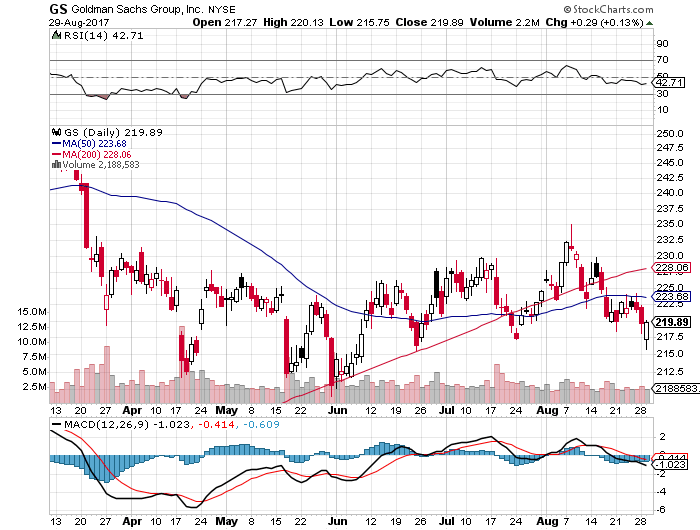 GS Goldman Sachs Group, Inc. NYSE © StockCharts.com
29-Aug-2017 Open 217.27 High 220.13 Low 215.75 Close 219.89 Volume 2.2M Chg +0.29 (+0.13%)
RSI(14) 42.71
90
70
50
42.71
30
10
GS (Daily) 219.89
MA(50) 223.68
MA(200) 228.06
Volume 2,188,583
250.0
247.5
245.0
242.5
240.0
237.5
235.0
232.5
230.0
228.06
225.0
223.68
219.89
217.5
215.0
212.5
2188583
15.0M
12.5M
10.0M
7.5M
5.0M
2.5M
13 20 27 Apr 10 17 24 May 8 15 22 Jun 12 19 26 Jul 10 17 24 Aug 7 14 21 28
MACD(12,26,9) -1.023, -0.414, -0.609
2
0
-1.023
-2
-4
-6
13 20 27 Apr 10 17 24 May 8 15 22 Jun 12 19 26 Jul 10 17 24 Aug 7 14 21 28